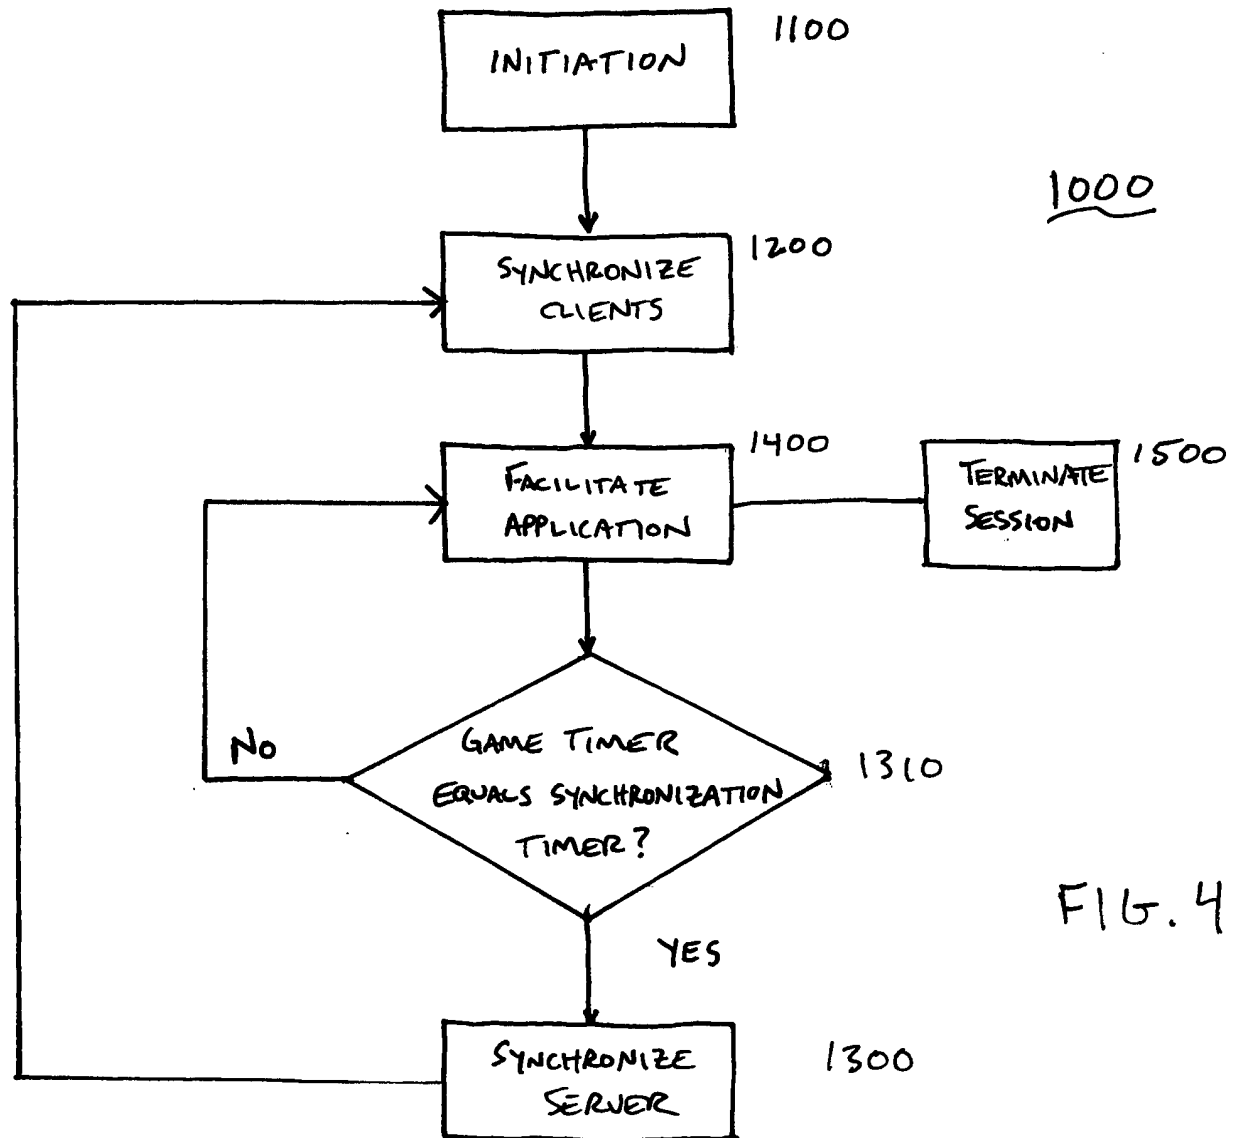 INITIATION
1100
1000
SYNCHRONIZE
CLIENTS
1200
FACILITATE
APPLICATION
1400
TERMINATE
SESSION
1500
NO
GAME TIMER
EQUALS SYNCHRONIZATION
TIMER?
1310
YES
FIG. 4
SYNCHRONIZE
SERVER
1300